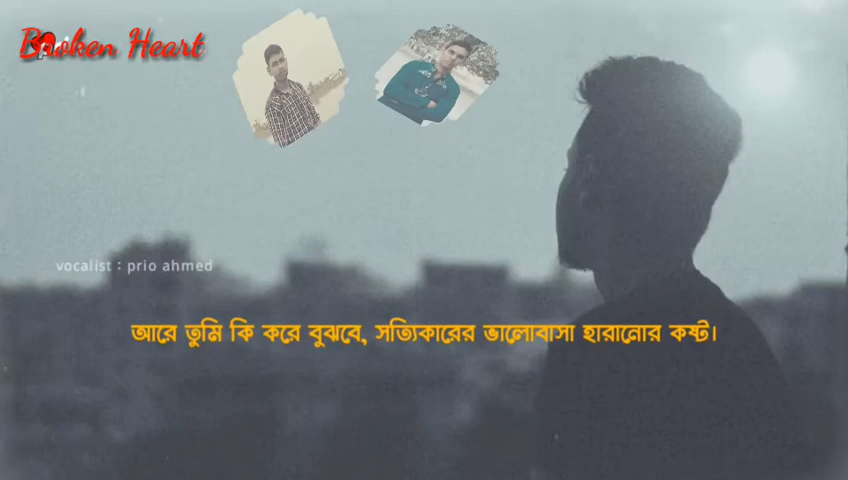 Broken Heart
vocalist : prio ahmed
আরে তুমি কি করে বুঝবে, সত্যিকারের ভালোবাসা হারানোর কষ্ট।